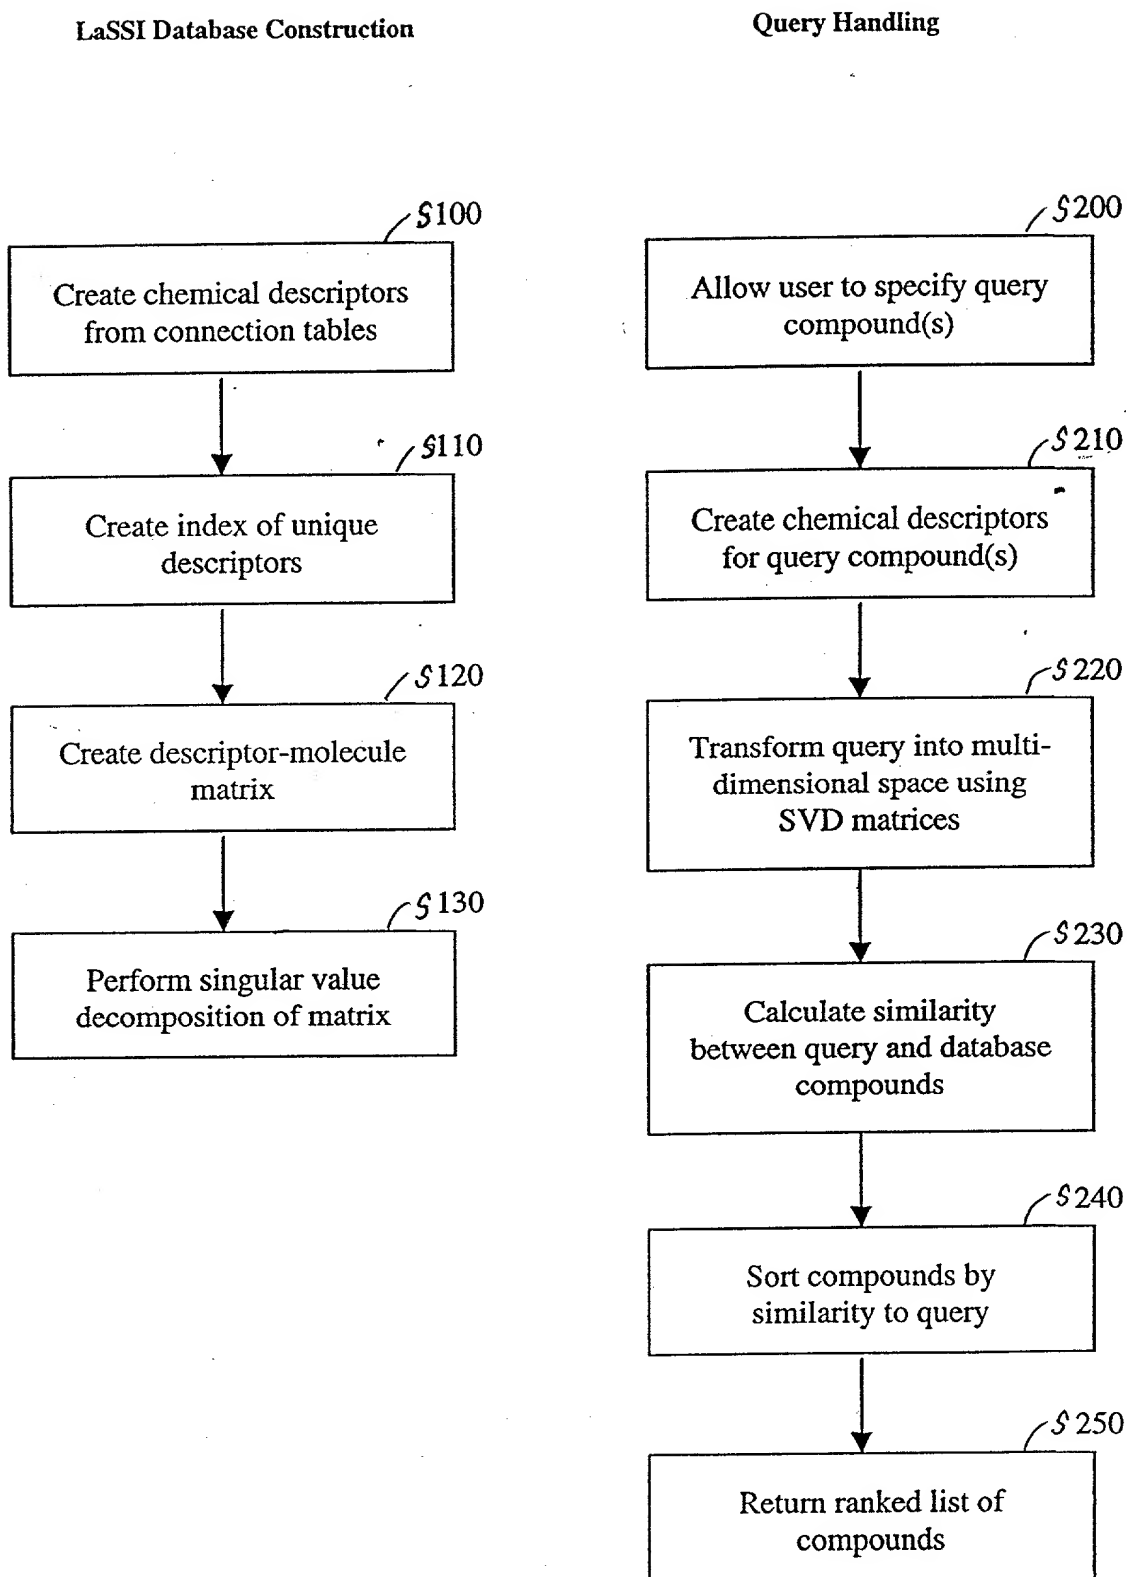 LaSSI Database Construction
S100
Create chemical descriptors
from connection tables
S110
Create index of unique
descriptors
S120
Create descriptor-molecule
matrix
S130
Perform singular value
decomposition of matrix
Query Handling
S200
Allow user to specify query
compound(s)
S210
Create chemical descriptors
for query compound(s)
S220
Transform query into multi-
dimensional space using
SVD matrices
S230
Calculate similarity
between query and database
compounds
S240
Sort compounds by
similarity to query
S250
Return ranked list of
compounds